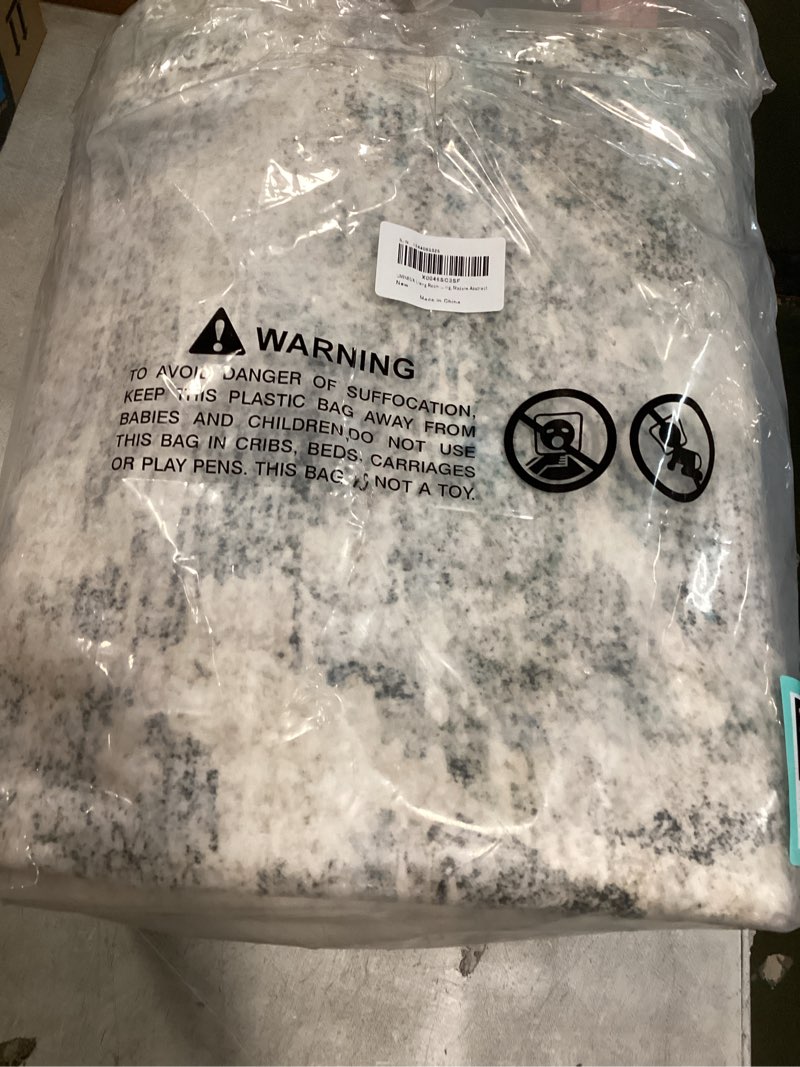 New
Made in China
WARNING
TO AVOID DANGER OF SUFFOCATION,
KEEP THIS PLASTIC BAG AWAY FROM
BABIES AND CHILDREN,DO NOT USE
THIS BAG IN CRIBS, BEDS, CARRIAGES
OR PLAY PENS. THIS BAG IS NOT A TOY.